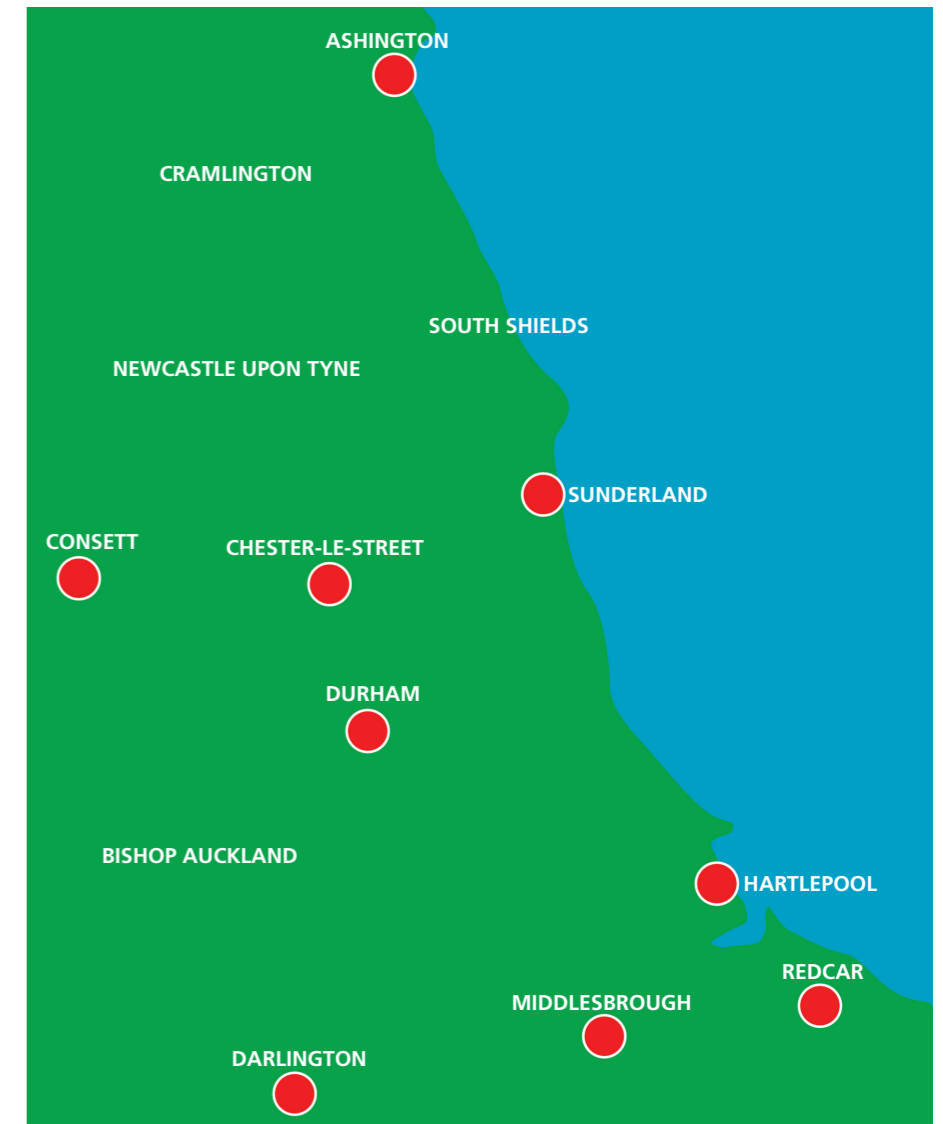 ASHINGTON
CRAMLINGTON
SOUTH SHIELDS
NEWCASTLE UPON TYNE
SUNDERLAND
CONSETT
CHESTER-LE-STREET
DURHAM
BISHOP AUCKLAND
HARTLEPOOL
REDCAR
MIDDLESBROUGH
DARLINGTON